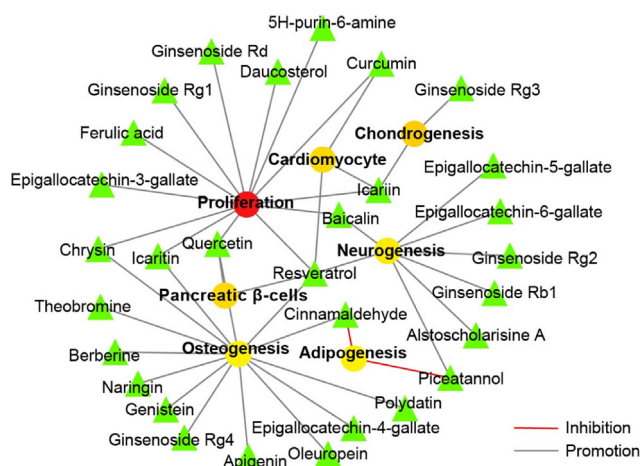 5H-purin-6-amine
Ginsenoside Rd
Daucosterol
Curcumin
Ginsenoside Rg1
Ginsenoside Rg3
Ferulic acid
Chondrogenesis
Cardiomyocyte
Epigallocatechin-5-gallate
Epigallocatechin-3-gallate
Icariin
Proliferation
Baicalin
Epigallocatechin-6-gallate
Chrysin
Icaritin
Quercetin
Neurogenesis
Ginsenoside Rg2
Resveratrol
Pancreatic β-cells
Ginsenoside Rb1
Theobromine
Cinnamaldehyde
Alstoscholarisine A
Osteogenesis
Adipogenesis
Berberine
Piceatannol
Naringin
Polydatin
Genistein
Epigallocatechin-4-gallate
Inhibition
Ginsenoside Rg4
Oleuropein
Promotion
Apigenin